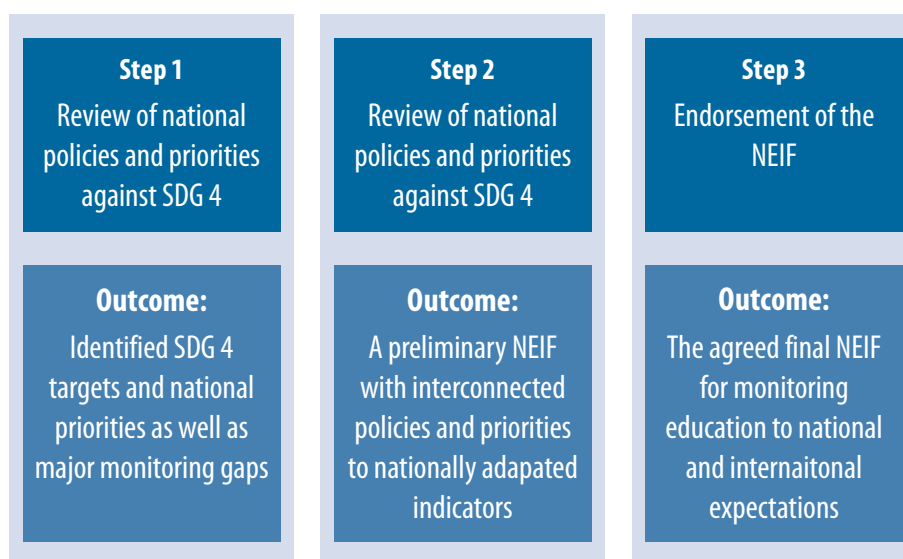 Step 1
Review of national
policies and priorities
against SDG 4
Outcome:
Identified SDG 4
targets and national
priorities as well as
major monitoring gaps
Step 2
Review of national
policies and priorities
against SDG 4
Outcome:
A preliminary NEIF
with interconnected
policies and priorities
to nationally adapated
indicators
Step 3
Endorsement of the
NEIF
Outcome:
The agreed final NEIF
for monitoring
education to national
and internaitonal
expectations